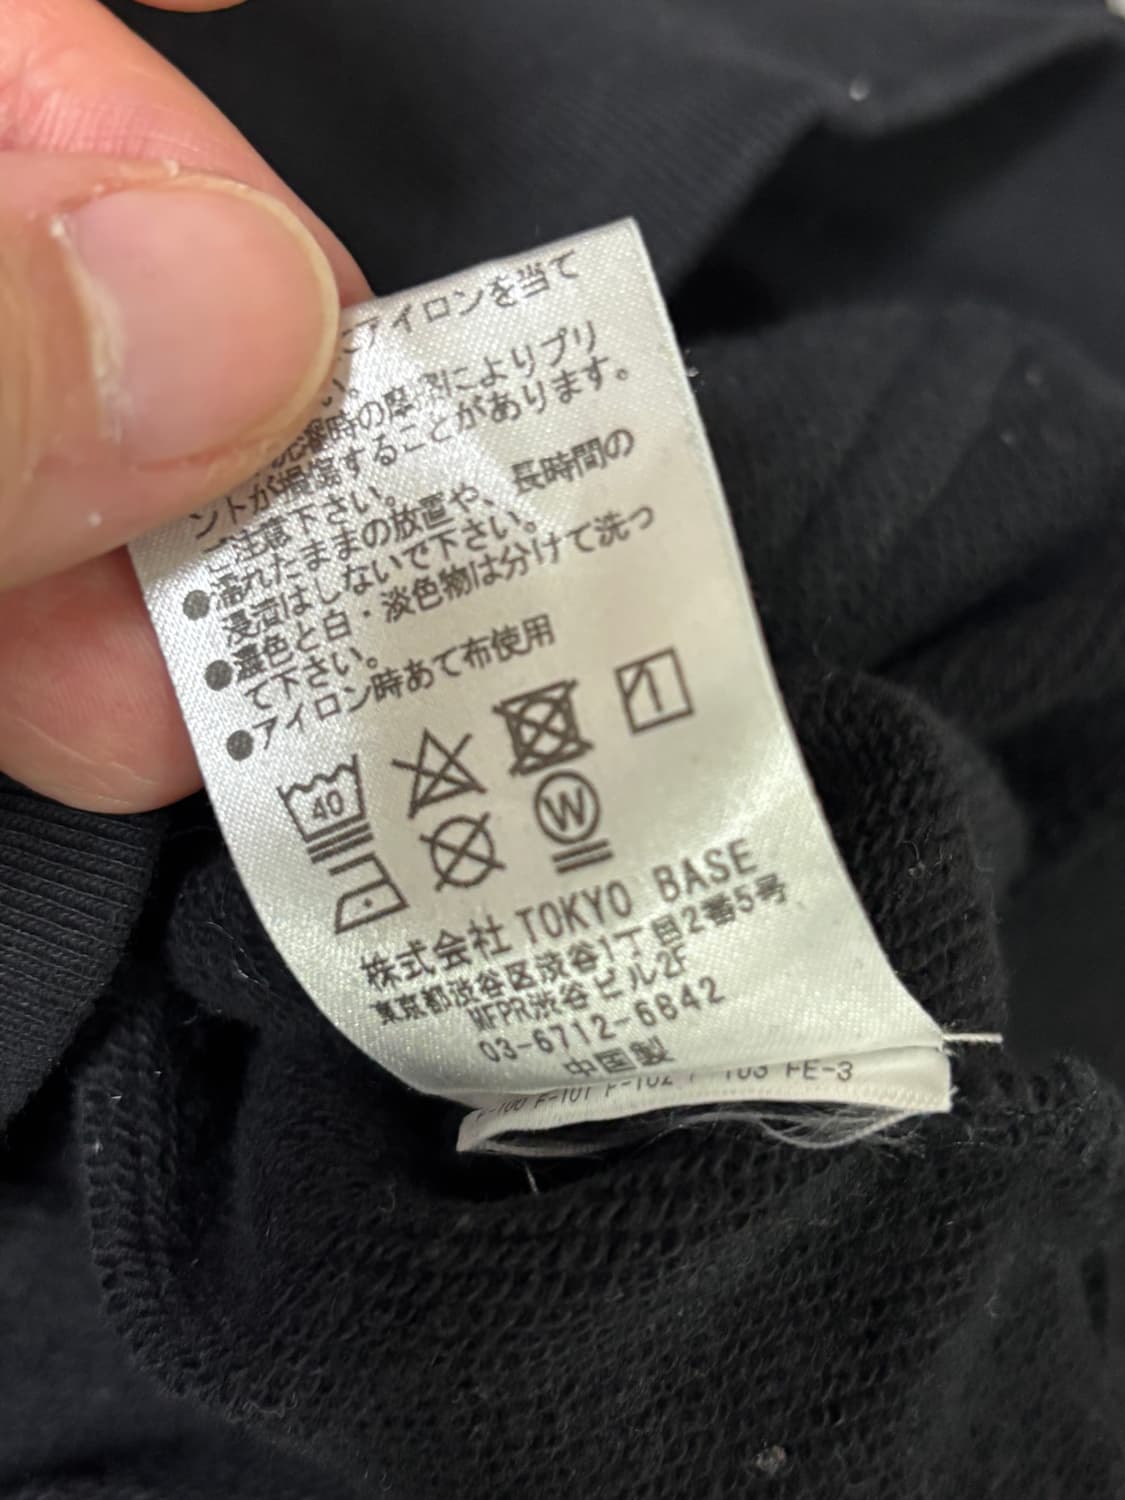 にアイロンを当て
い。
洗濯時の摩擦によりプリ
ントが損傷することがあります。
ご注意下さい。
●濡れたままの放置や、長時間の
浸漬はしないで下さい。
●濃色と白・淡色物は分けて洗っ
て下さい。
●アイロン時あて布使用
40
W
株式会社 TOKYO BASE
東京都渋谷区渋谷1丁目2番5号
MFPR渋谷ビル2F
03-6712-6842
中国製
F-101 F-102 F-103 FE-3